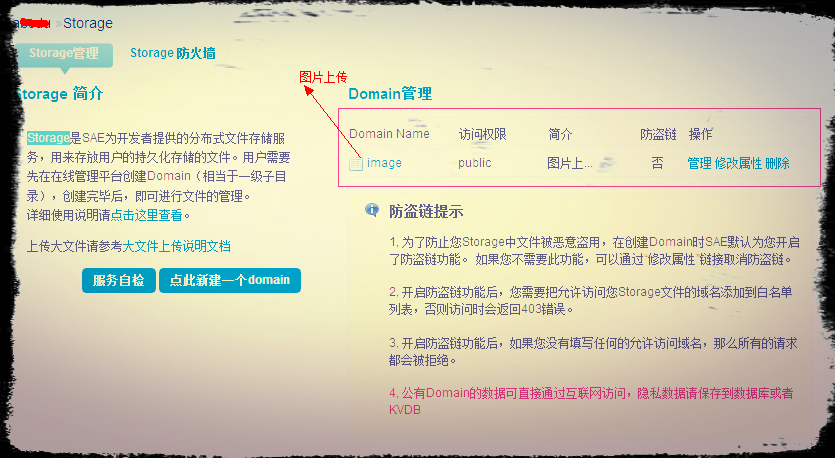 »Storage
Storage管理
Storage 防火墙
Storage 简介
Storage是SAE为开发者提供的分布式文件存储服
务，用来存放用户的持久化存储的文件。用户需要
先在在线管理平台创建Domain（相当于一级子目
录），创建完毕后，即可进行文件的管理。
详细使用说明请点击这里查看。
上传大文件请参考大文件上传说明文档
服务自检 点此新建一个domain
图片上传
Domain管理
Domain Name 访问权限 简介 防盗链 操作
image public 图片上... 否 管理 修改属性 删除
防盗链提示
1. 为了防止您Storage中文件被恶意盗用，在创建Domain时SAE默认为您开启
了防盗链功能。 如果您不需要此功能，可以通过“修改属性”链接取消防盗链。
2. 开启防盗链功能后，您需要把允许访问您Storage文件的域名添加到白名单
列表，否则访问时会返回403错误。
3. 开启防盗链功能后，如果您没有填写任何的允许访问域名，那么所有的请求
都会被拒绝。
4. 公有Domain的数据可直接通过互联网访问，隐私数据请保存到数据库或者
KVDB